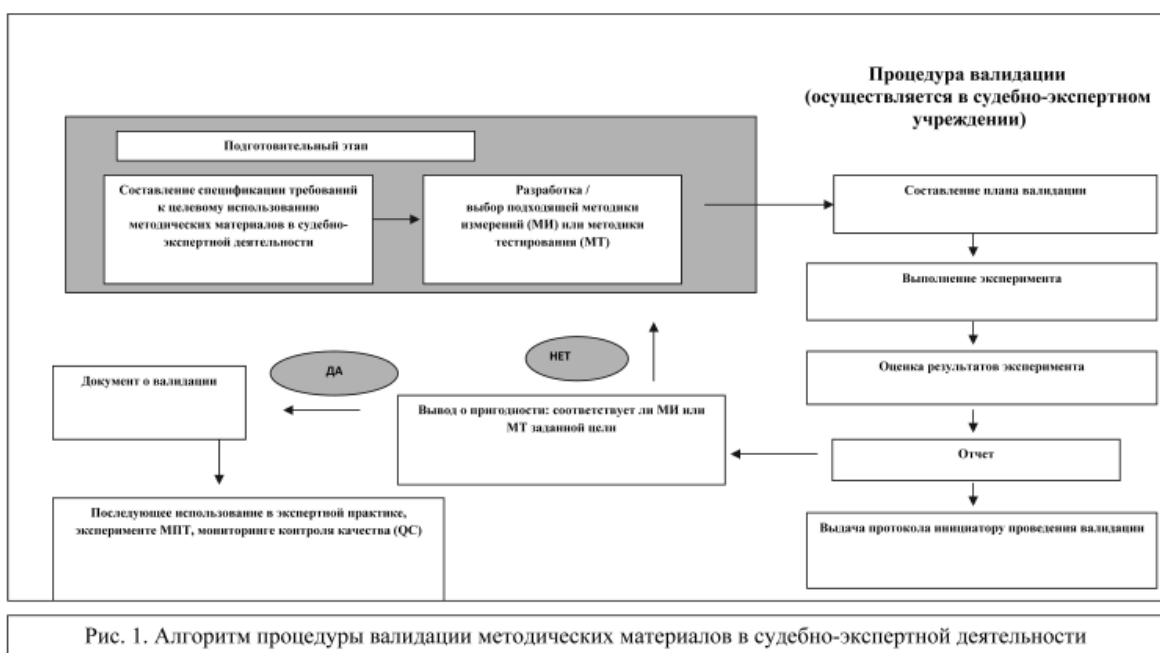 Процедура валидации
(осуществляется в судебно-экспертном
учреждении)
Подготовительный этап
Составление спецификации требований
к целевому использованию
методических материалов в судебно-
экспертной деятельности
Разработка /
выбор подходящей методики
измерений (МИ) или методики
тестирования (МТ)
Составление плана валидации
Выполнение эксперимента
Оценка результатов эксперимента
Отчет
Выдача протокола инициатору проведения валидации
НЕТ
ДА
Вывод о пригодности: соответствует ли МИ или
МТ заданной цели
Документ о валидации
Последующее использование в экспертной практике,
эксперименте МПТ, мониторинге контроля качества (QC)
Рис. 1. Алгоритм процедуры валидации методических материалов в судебно-экспертной деятельности